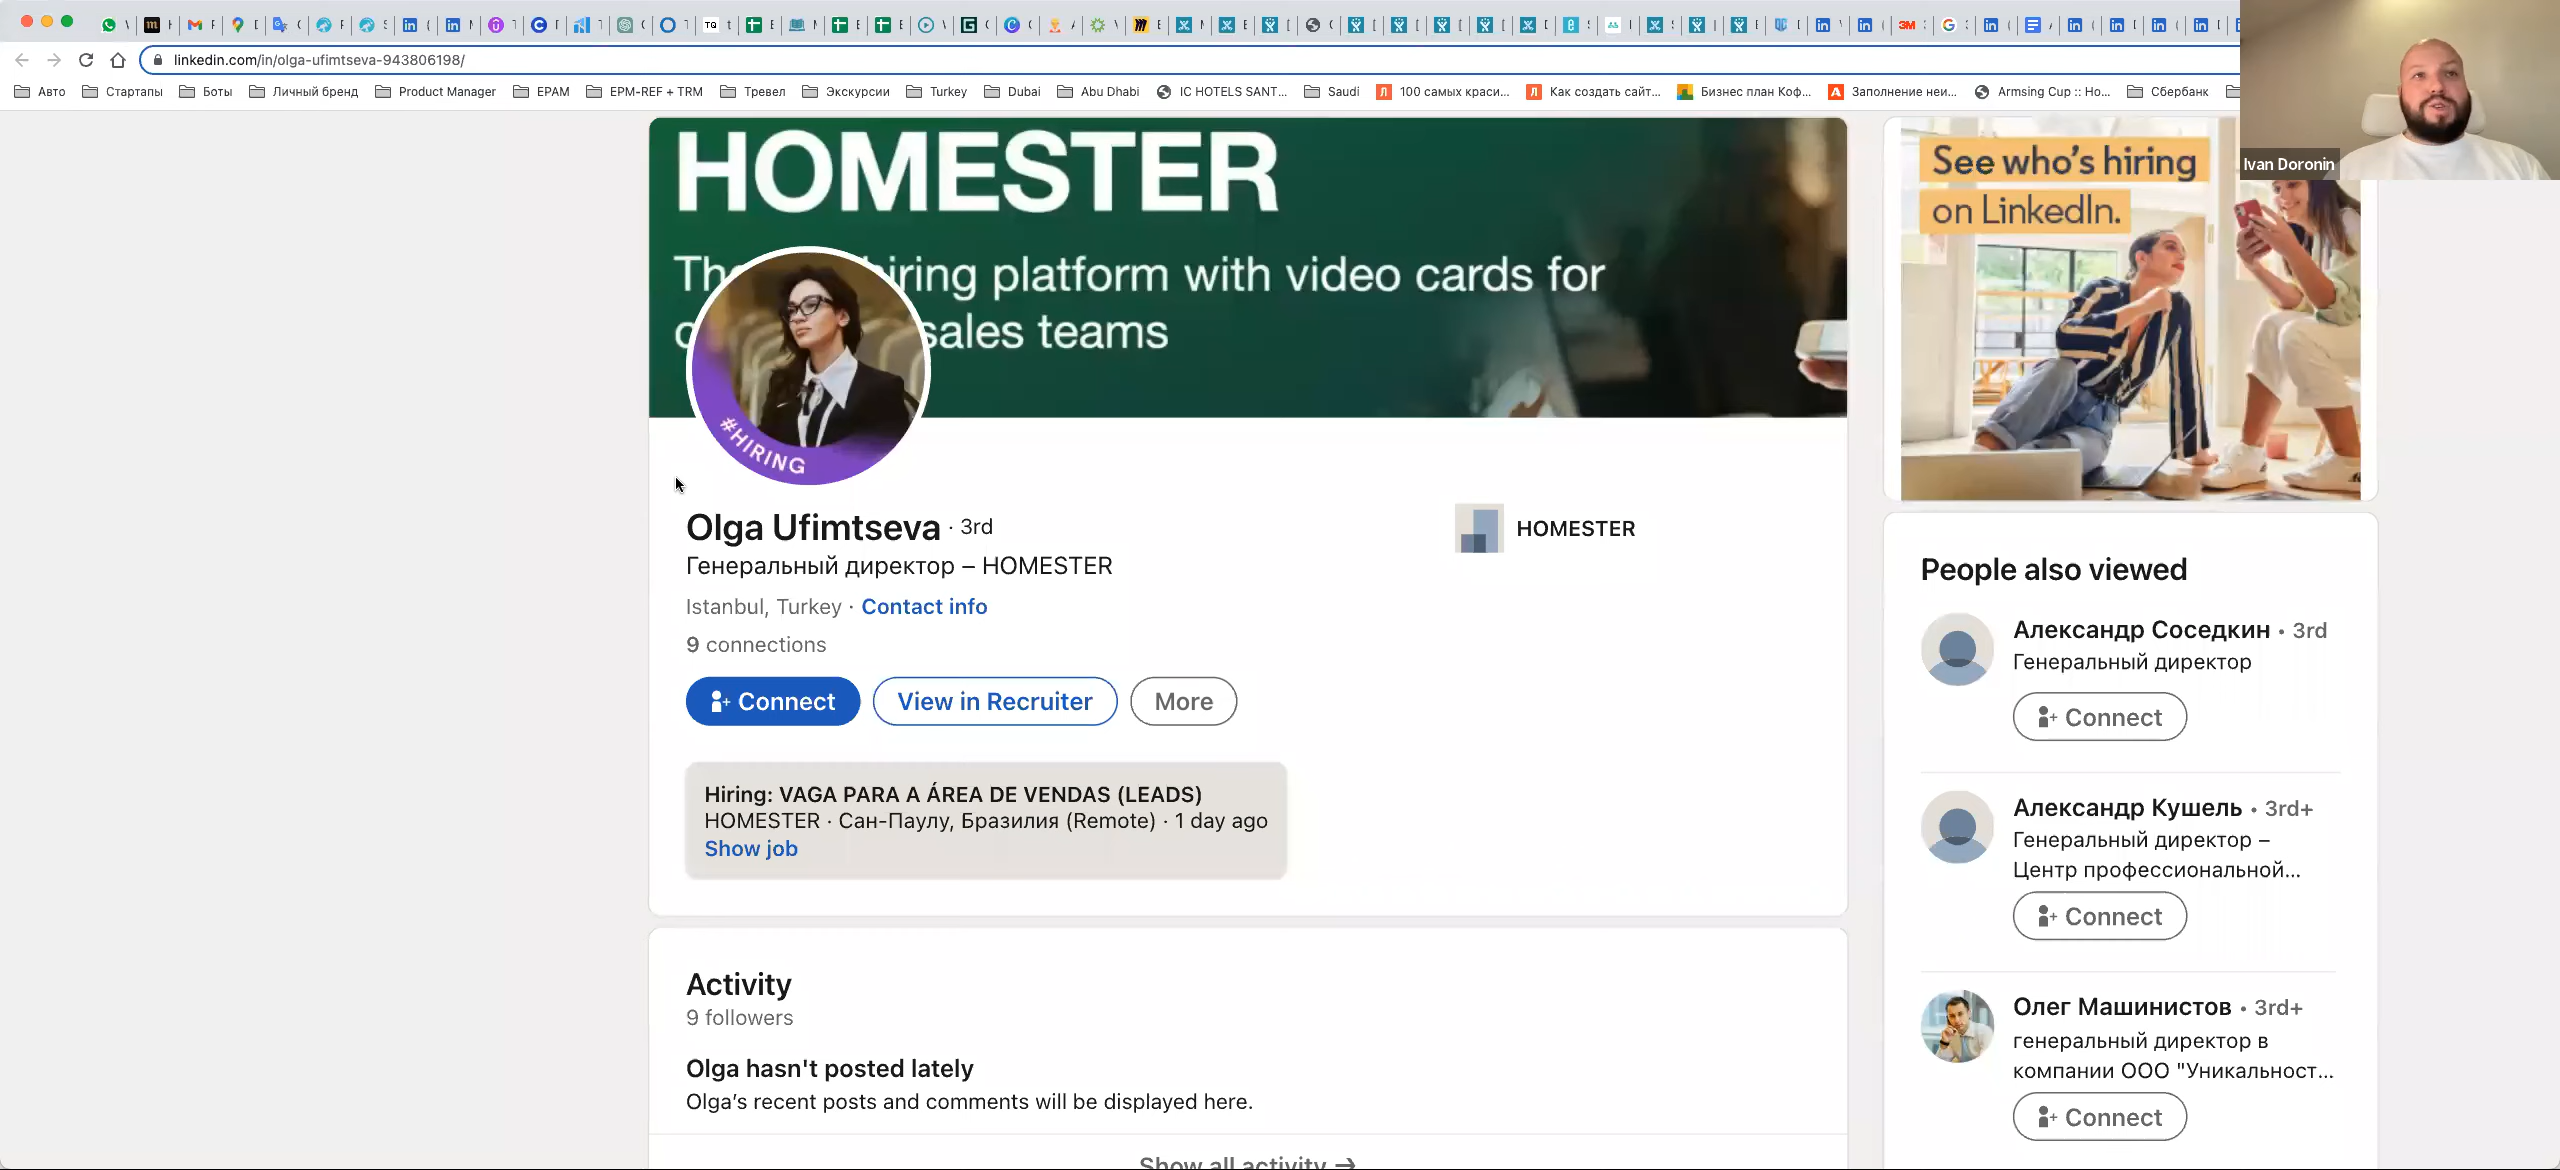 linkedin.com/in/olga-ufimtseva-943806198/
Авто
Стартапы
Боты
Личный бренд
Product Manager
EPAM
EPM-REF + TRM
Тревел
Экскурсии
Turkey
Dubai
Abu Dhabi
IC HOTELS SANT...
Saudi
100 самых краси...
Как создать сайт...
Бизнес план Коф...
Заполнение неи...
Armsing Cup :: Но...
Сбербанк
Ivan Doronin
HOMESTER
hiring platform with video cards for
sales teams
#HIRING
Olga Ufimtseva · 3rd
Генеральный директор – HOMESTER
Istanbul, Turkey · Contact info
9 connections
Connect
View in Recruiter
More
HOMESTER
Hiring: VAGA PARA A ÁREA DE VENDAS (LEADS)
HOMESTER · Сан-Паулу, Бразилия (Remote) · 1 day ago
Show job
Activity
9 followers
Olga hasn't posted lately
Olga’s recent posts and comments will be displayed here.
Show all activity →
See who’s hiring
on LinkedIn.
People also viewed
Александр Соседкин • 3rd
Генеральный директор
Connect
Александр Кушель • 3rd+
Генеральный директор –
Центр профессиональной...
Connect
Олег Машинистов • 3rd+
генеральный директор в
компании ООО "Уникальност...
Connect